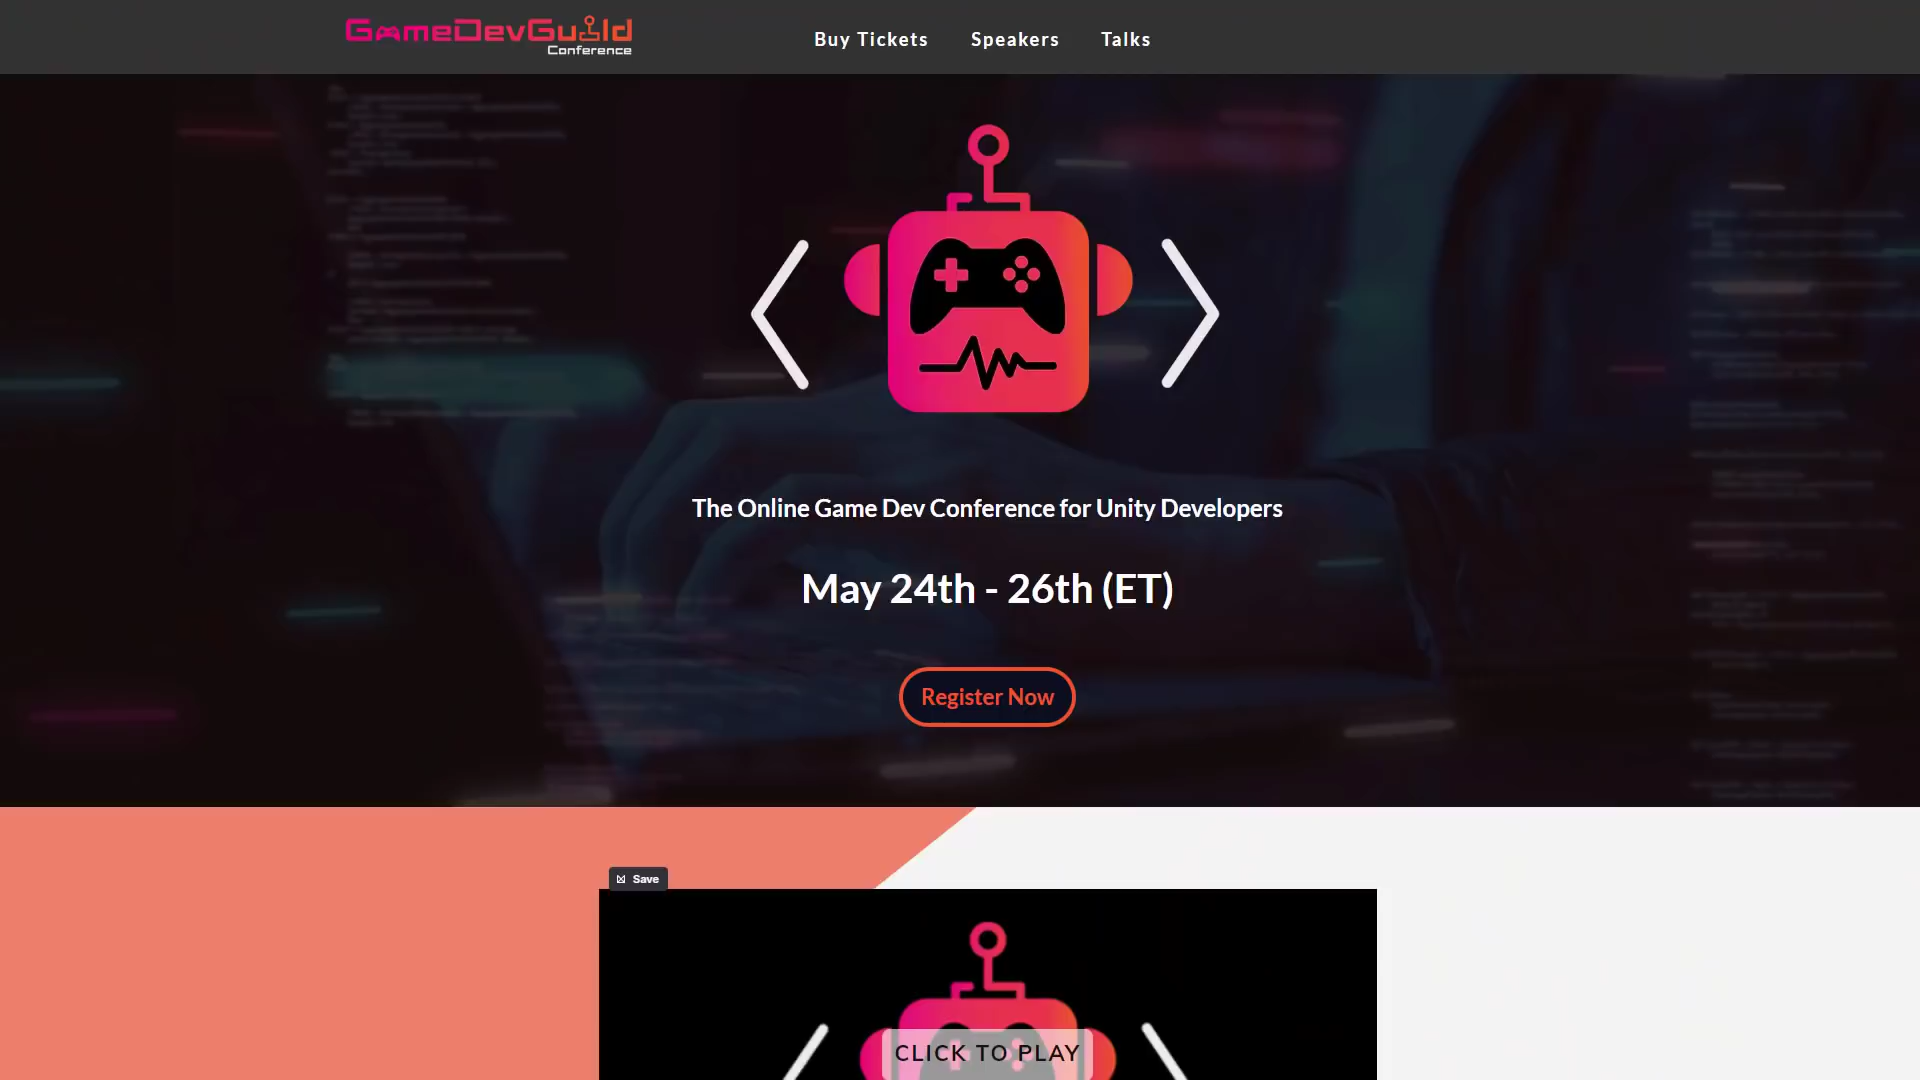 GameDevGuild
Conference
Buy Tickets
Speakers
Talks
The Online Game Dev Conference for Unity Developers
May 24th - 26th (ET)
Register Now
Save
CLICK TO PLAY